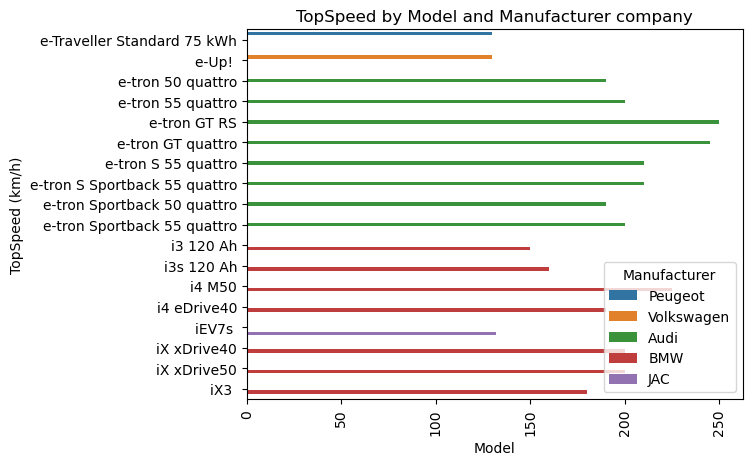 TopSpeed by Model and Manufacturer company
TopSpeed (km/h)
e-Traveller Standard 75 kWh
e-Up!
e-tron 50 quattro
e-tron 55 quattro
e-tron GT RS
e-tron GT quattro
e-tron S 55 quattro
e-tron S Sportback 55 quattro
e-tron Sportback 50 quattro
e-tron Sportback 55 quattro
i3 120 Ah
i3s 120 Ah
i4 M50
i4 eDrive40
iEV7s
iX xDrive40
iX xDrive50
iX3
Manufacturer
Peugeot
Volkswagen
Audi
BMW
JAC
0
50
100
150
200
250
Model